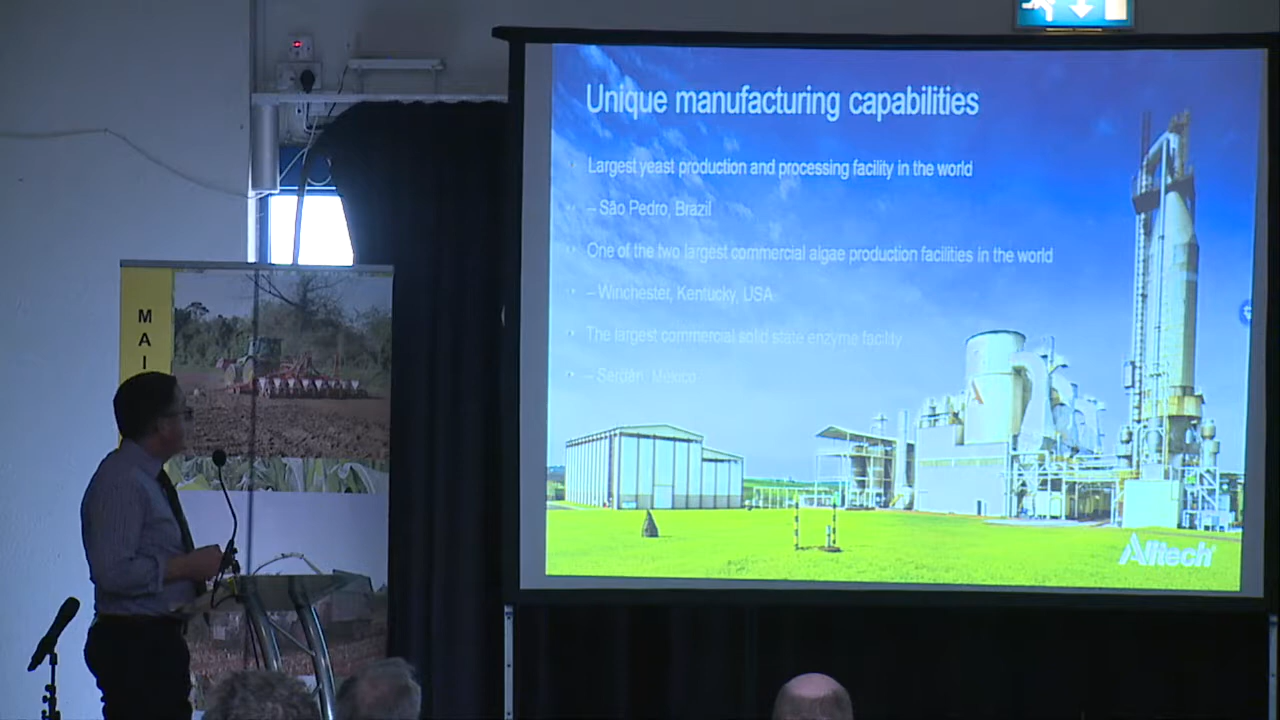 Unique manufacturing capabilities
Largest yeast production and processing facility in the world
– São Pedro, Brazil
One of the two largest commercial algae production facilities in the world
– Winchester, Kentucky, USA
The largest commercial solid state enzyme facility
– Serdán, México
Alltech®
MAI